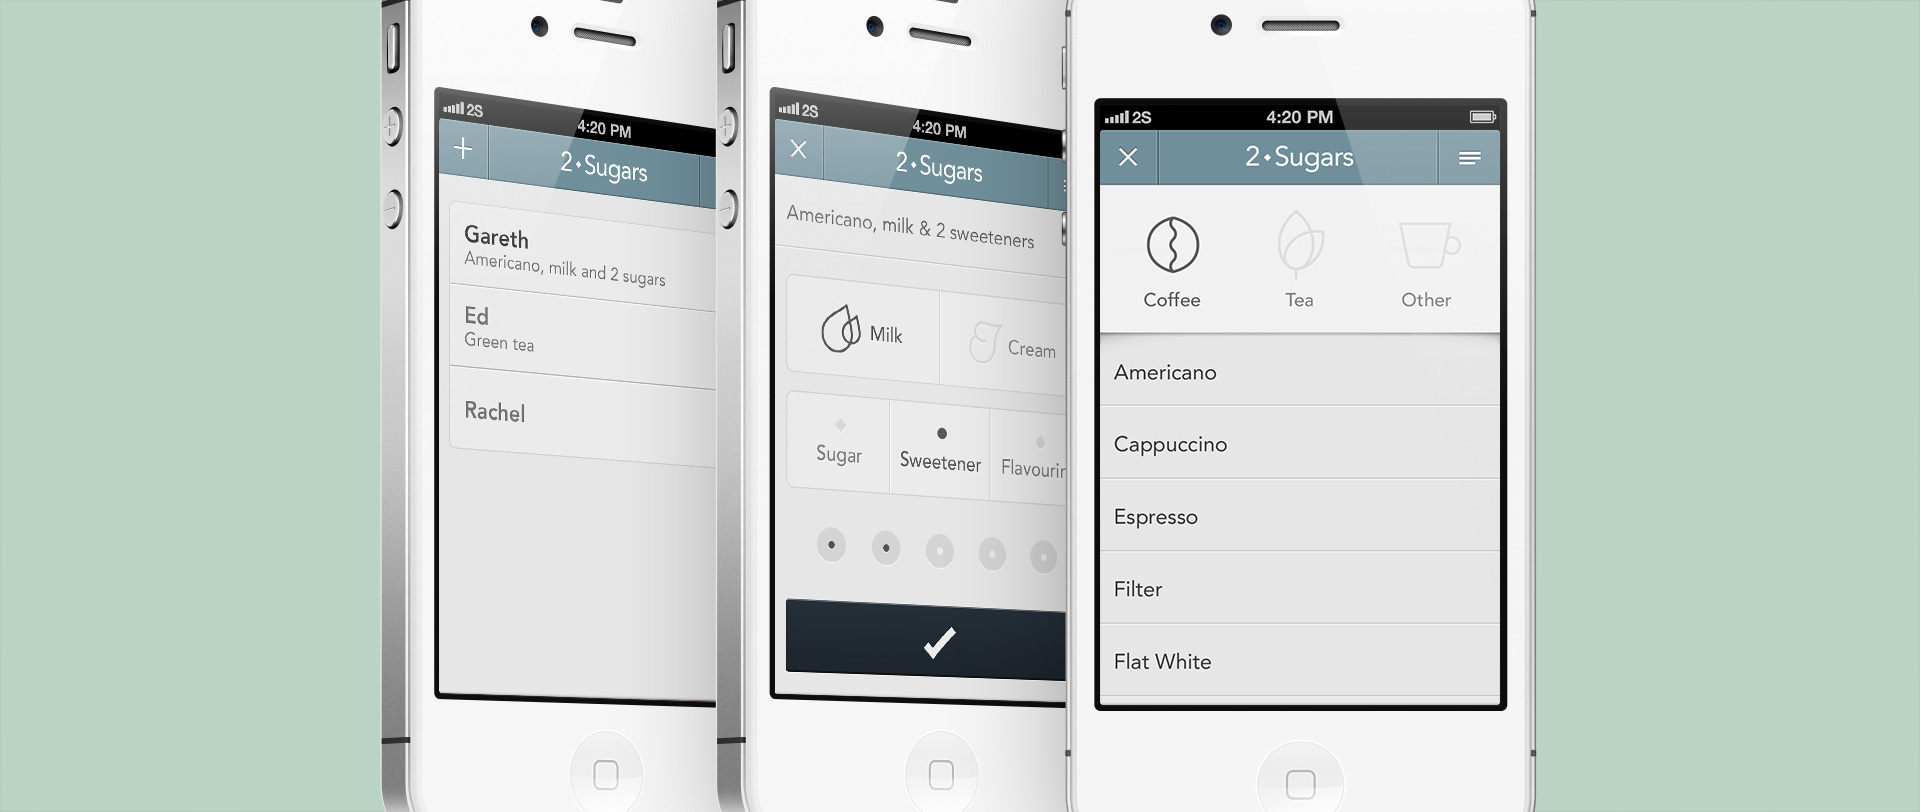 2S
4:20 PM
2 Sugars
Gareth
Americano, milk and 2 sugars
Ed
Green tea
Rachel
2S
4:20 PM
2 Sugars
Americano, milk & 2 sweeteners
Milk
Cream
Sugar
Sweetener
Flavourin
2S
4:20 PM
2 Sugars
Coffee
Tea
Other
Americano
Cappuccino
Espresso
Filter
Flat White